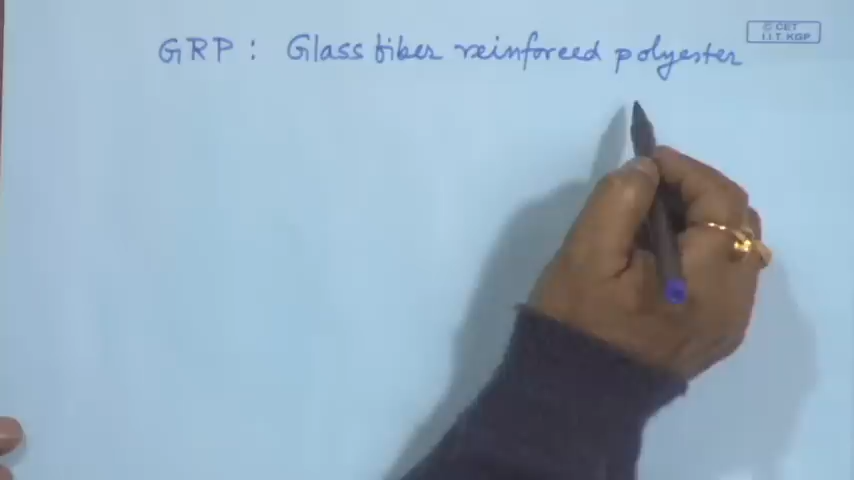 GRP : Glass fiber reinforced polyester
© CET
I.I.T. KGP